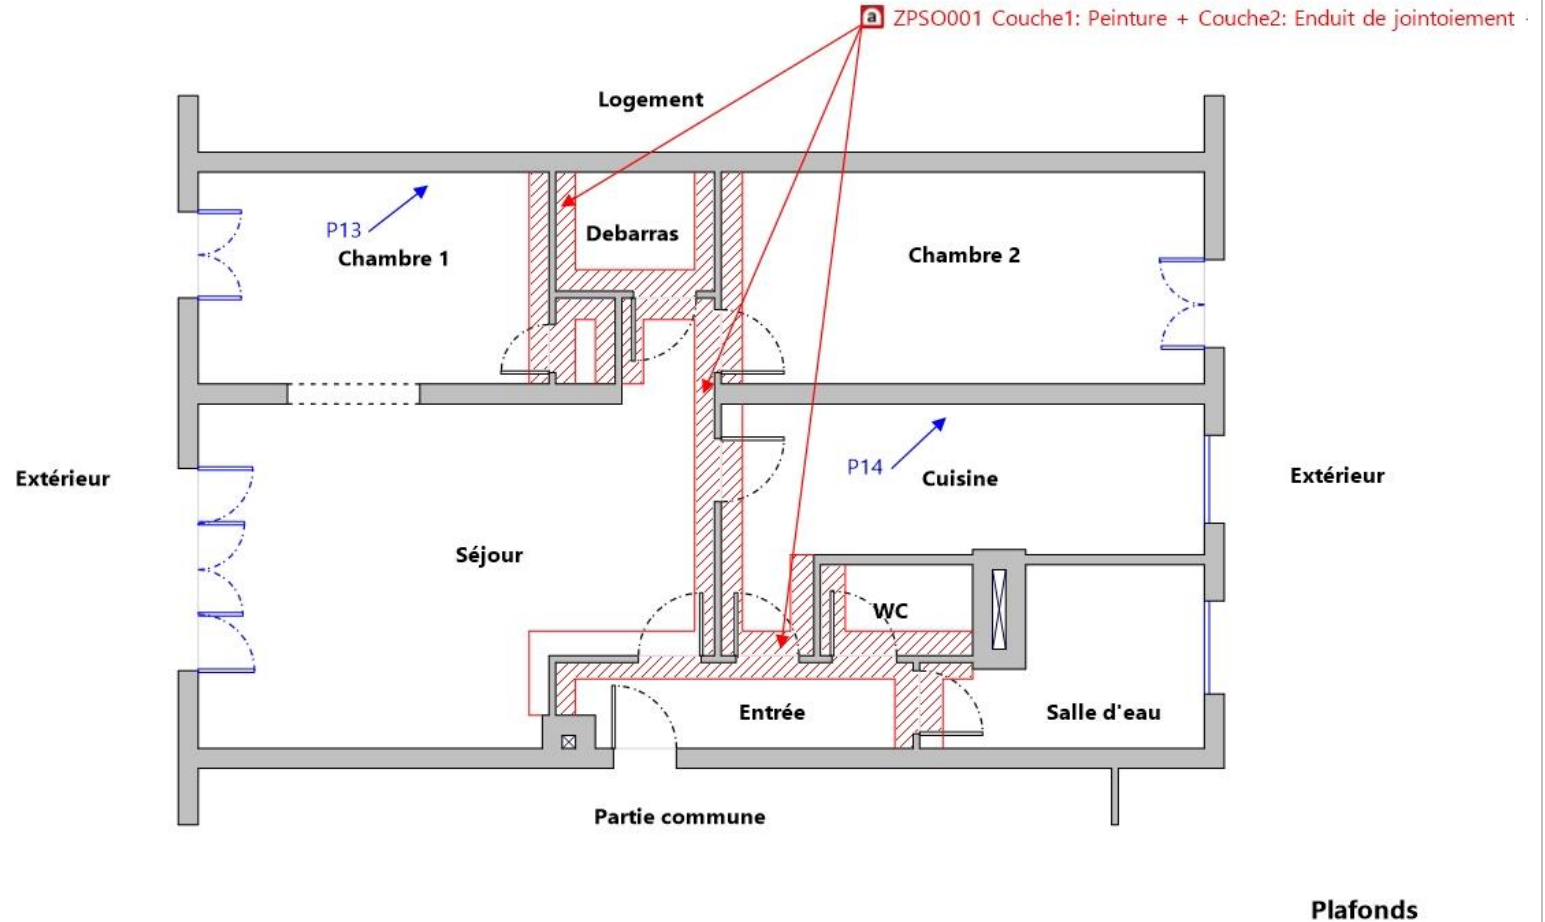 a ZPSO001 Couche1: Peinture + Couche2: Enduit de jointoiement -
Logement
P13
Debarras
Chambre 1
Chambre 2
P14
Extérieur
Cuisine
Extérieur
Séjour
WC
Entrée
Salle d'eau
Partie commune
Plafonds